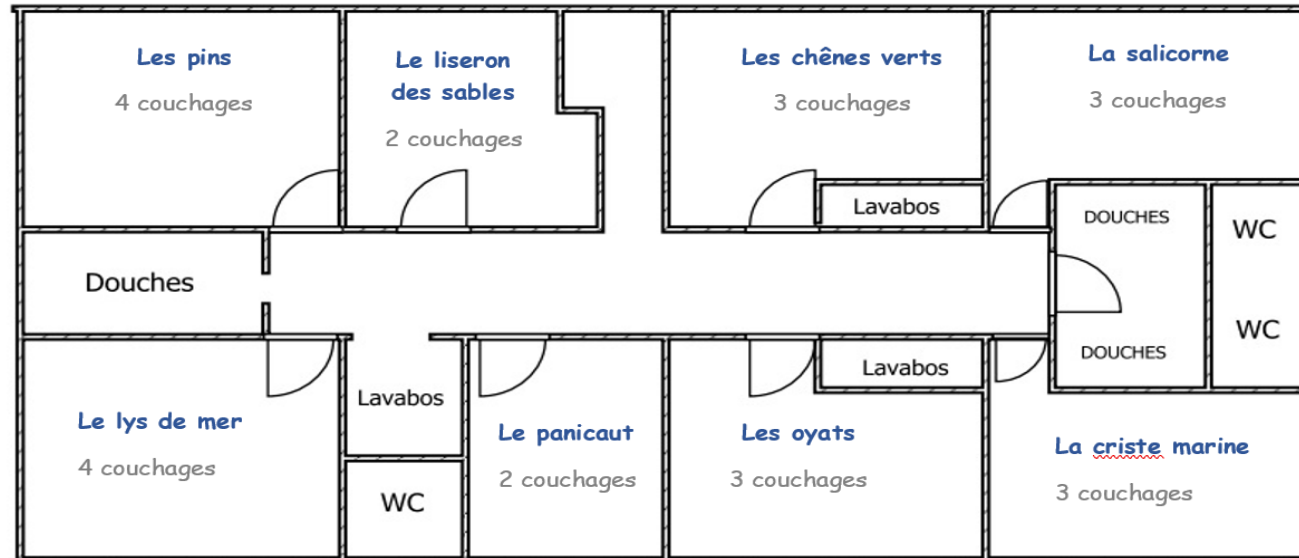 Les pins
4 couchages
Le liseron
des sables
2 couchages
Les chênes verts
3 couchages
La salicorne
3 couchages
Lavabos
DOUCHES
WC
Douches
WC
DOUCHES
Lavabos
Lavabos
Le lys de mer
4 couchages
Le panicaut
2 couchages
Les oyats
3 couchages
La criste marine
3 couchages
WC